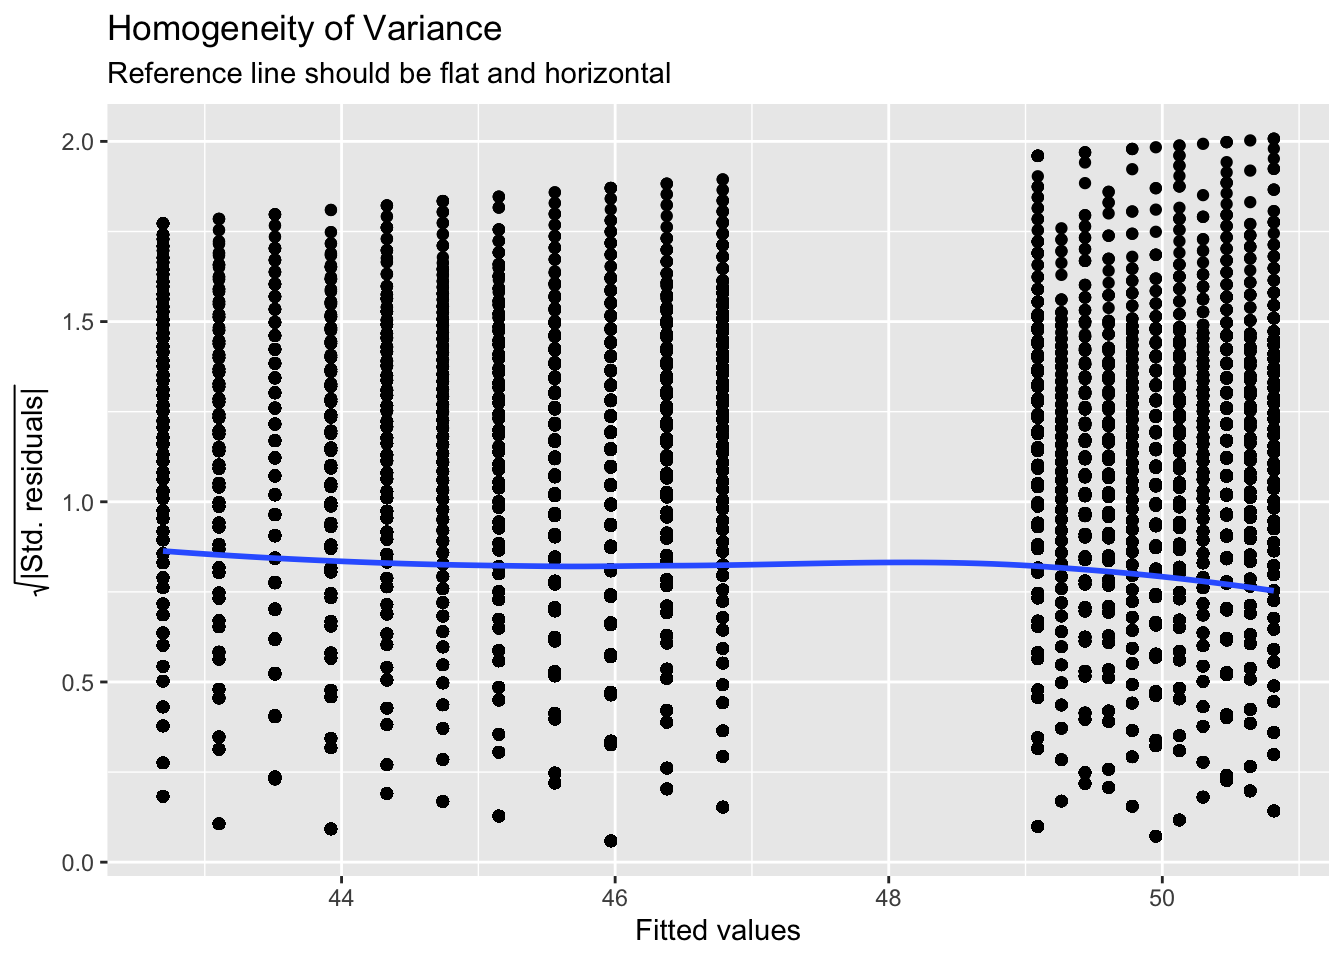 Homogeneity of Variance
Reference line should be flat and horizontal
2.0
1.5
1.0
0.5
0.0
√|Std. residuals|
44
46
48
50
Fitted values